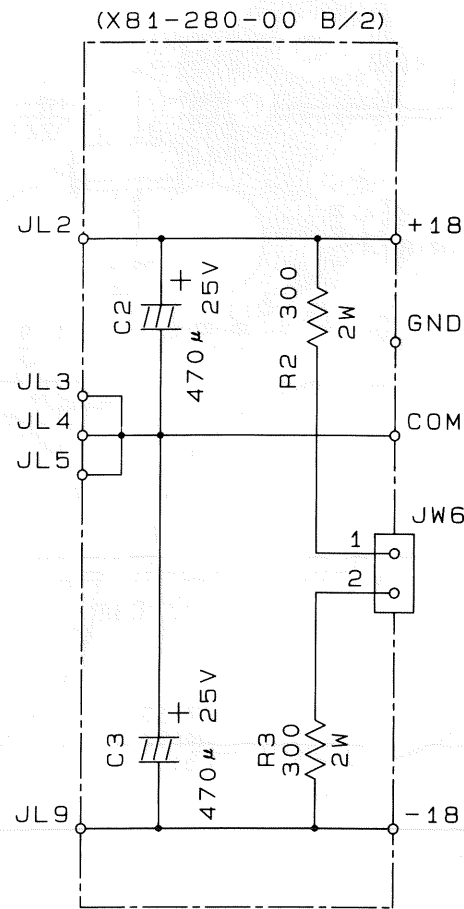 (X81-280-00 B/2)
JL2
+18
C2
+
25V
470μ
R2
300
2W
GND
JL3
JL4
JL5
COM
JW6
1
2
C3
+
25V
470μ
R3
300
2W
JL9
-18